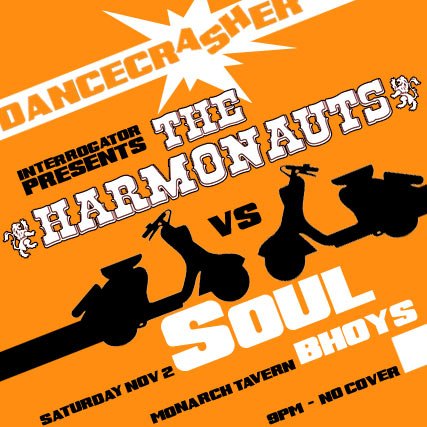 DANCECRASHER
INTERROGATOR
PRESENTS
THE
HARMONAUTS
VS
SOUL
BHOYS
SATURDAY NOV 2
MONARCH TAVERN
9PM - NO COVER